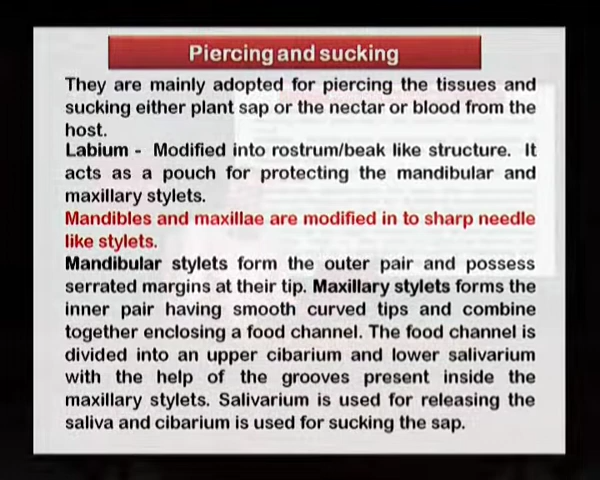 Piercing and sucking
They are mainly adopted for piercing the tissues and
sucking either plant sap or the nectar or blood from the
host.
Labium - Modified into rostrum/beak like structure. It
acts as a pouch for protecting the mandibular and
maxillary stylets.
Mandibles and maxillae are modified in to sharp needle
like stylets.
Mandibular stylets form the outer pair and possess
serrated margins at their tip. Maxillary stylets forms the
inner pair having smooth curved tips and combine
together enclosing a food channel. The food channel is
divided into an upper cibarium and lower salivarium
with the help of the grooves present inside the
maxillary stylets. Salivarium is used for releasing the
saliva and cibarium is used for sucking the sap.